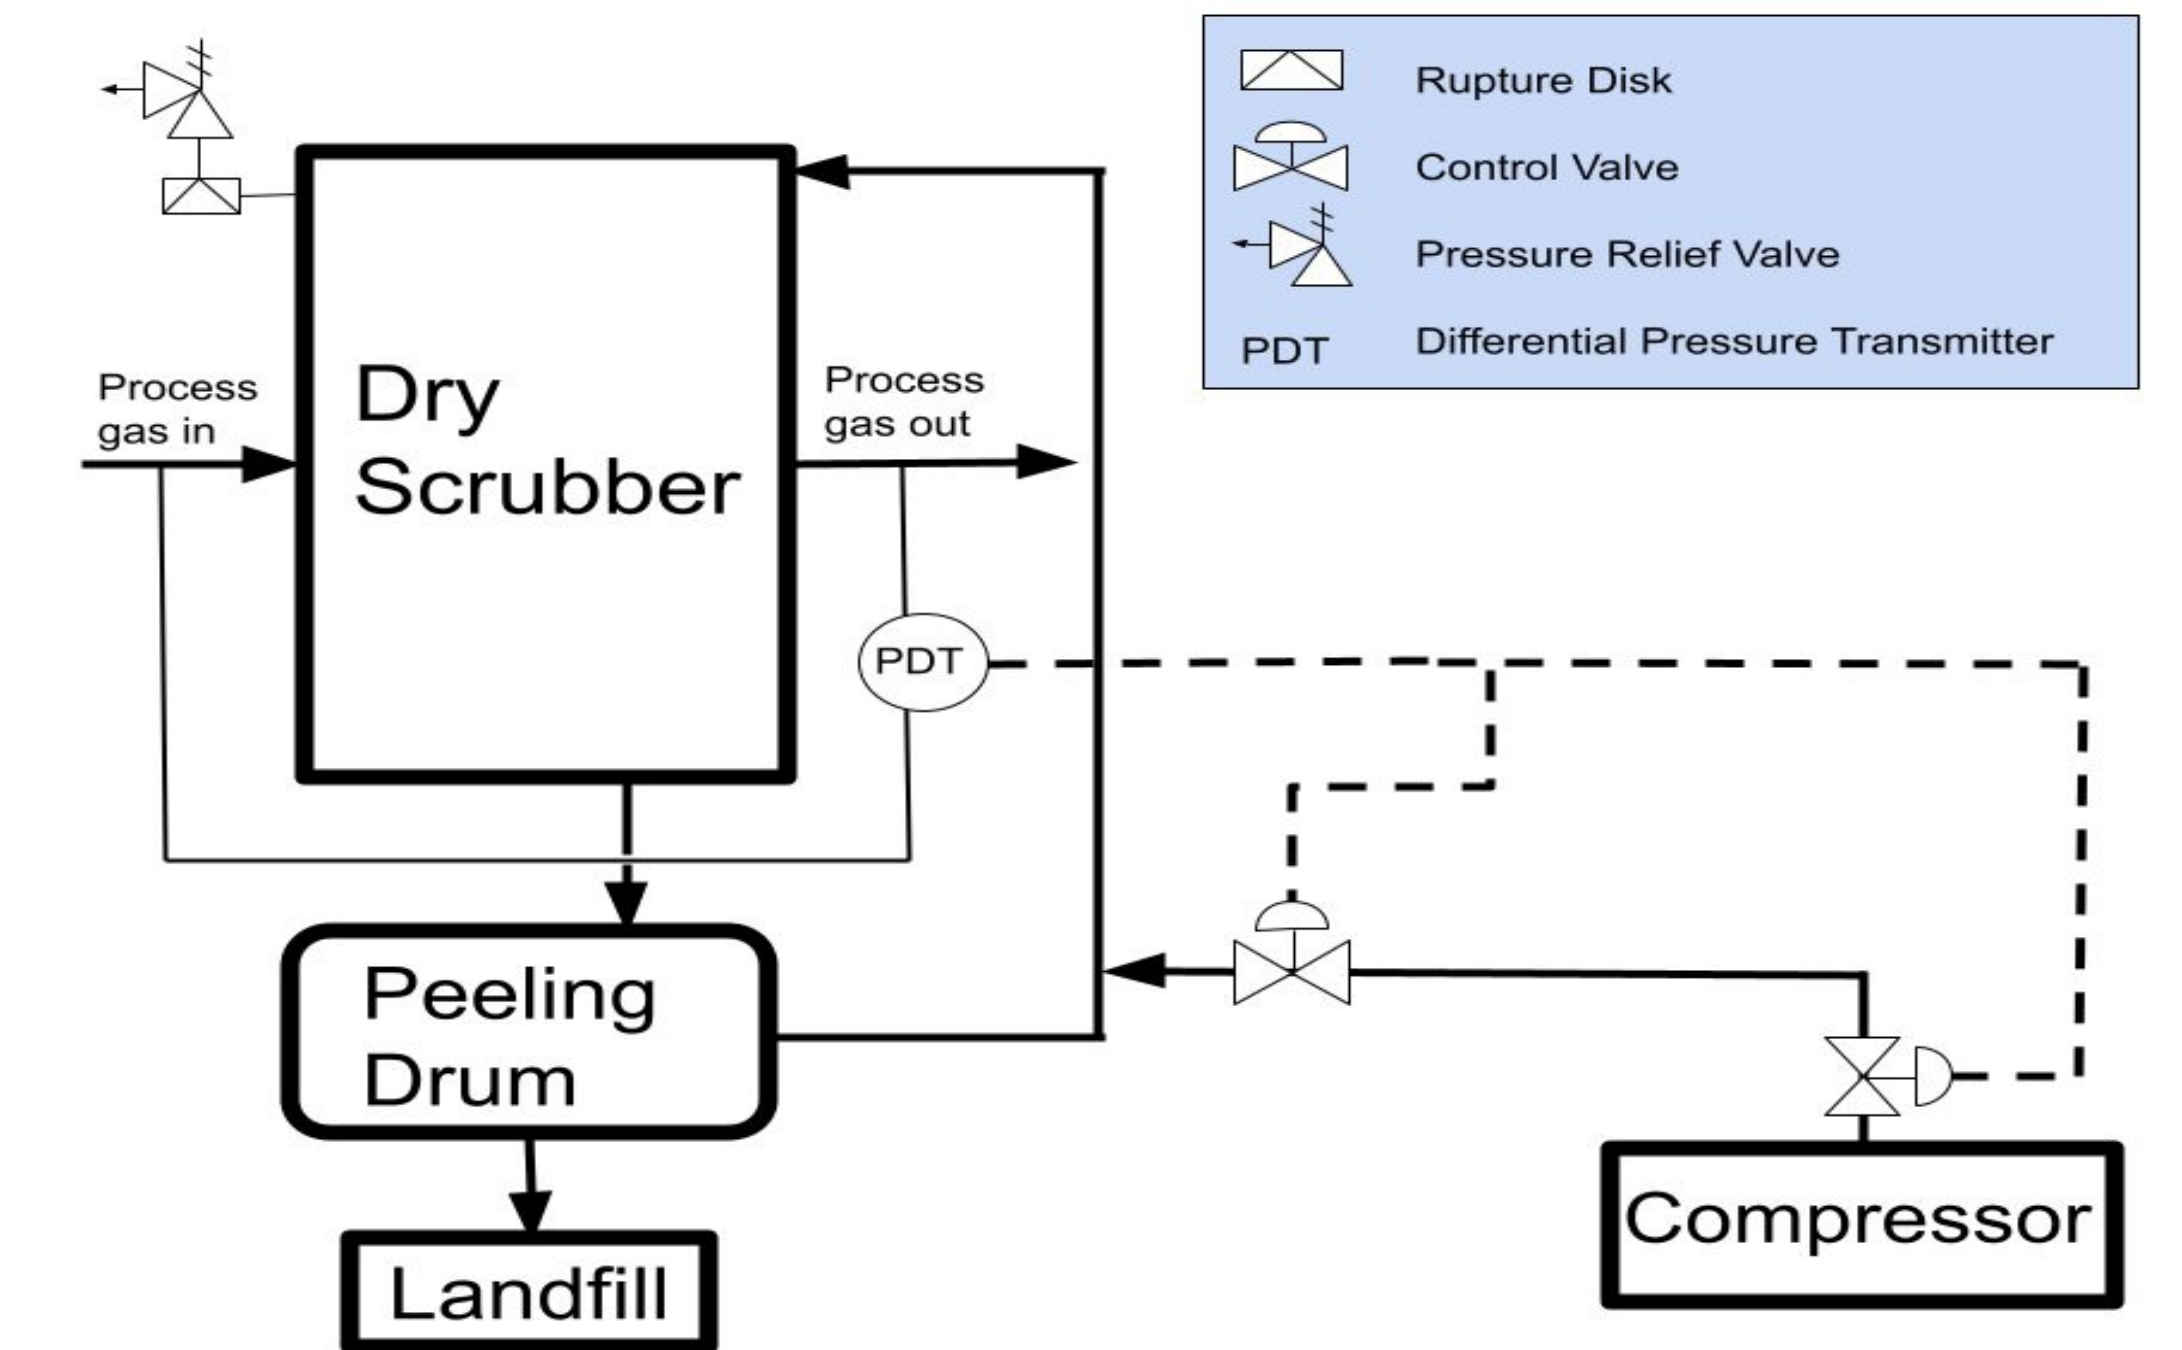 Rupture Disk
Control Valve
Pressure Relief Valve
PDT Differential Pressure Transmitter
Process
gas in
Dry
Scrubber
Process
gas out
PDT
Peeling
Drum
Compressor
Landfill